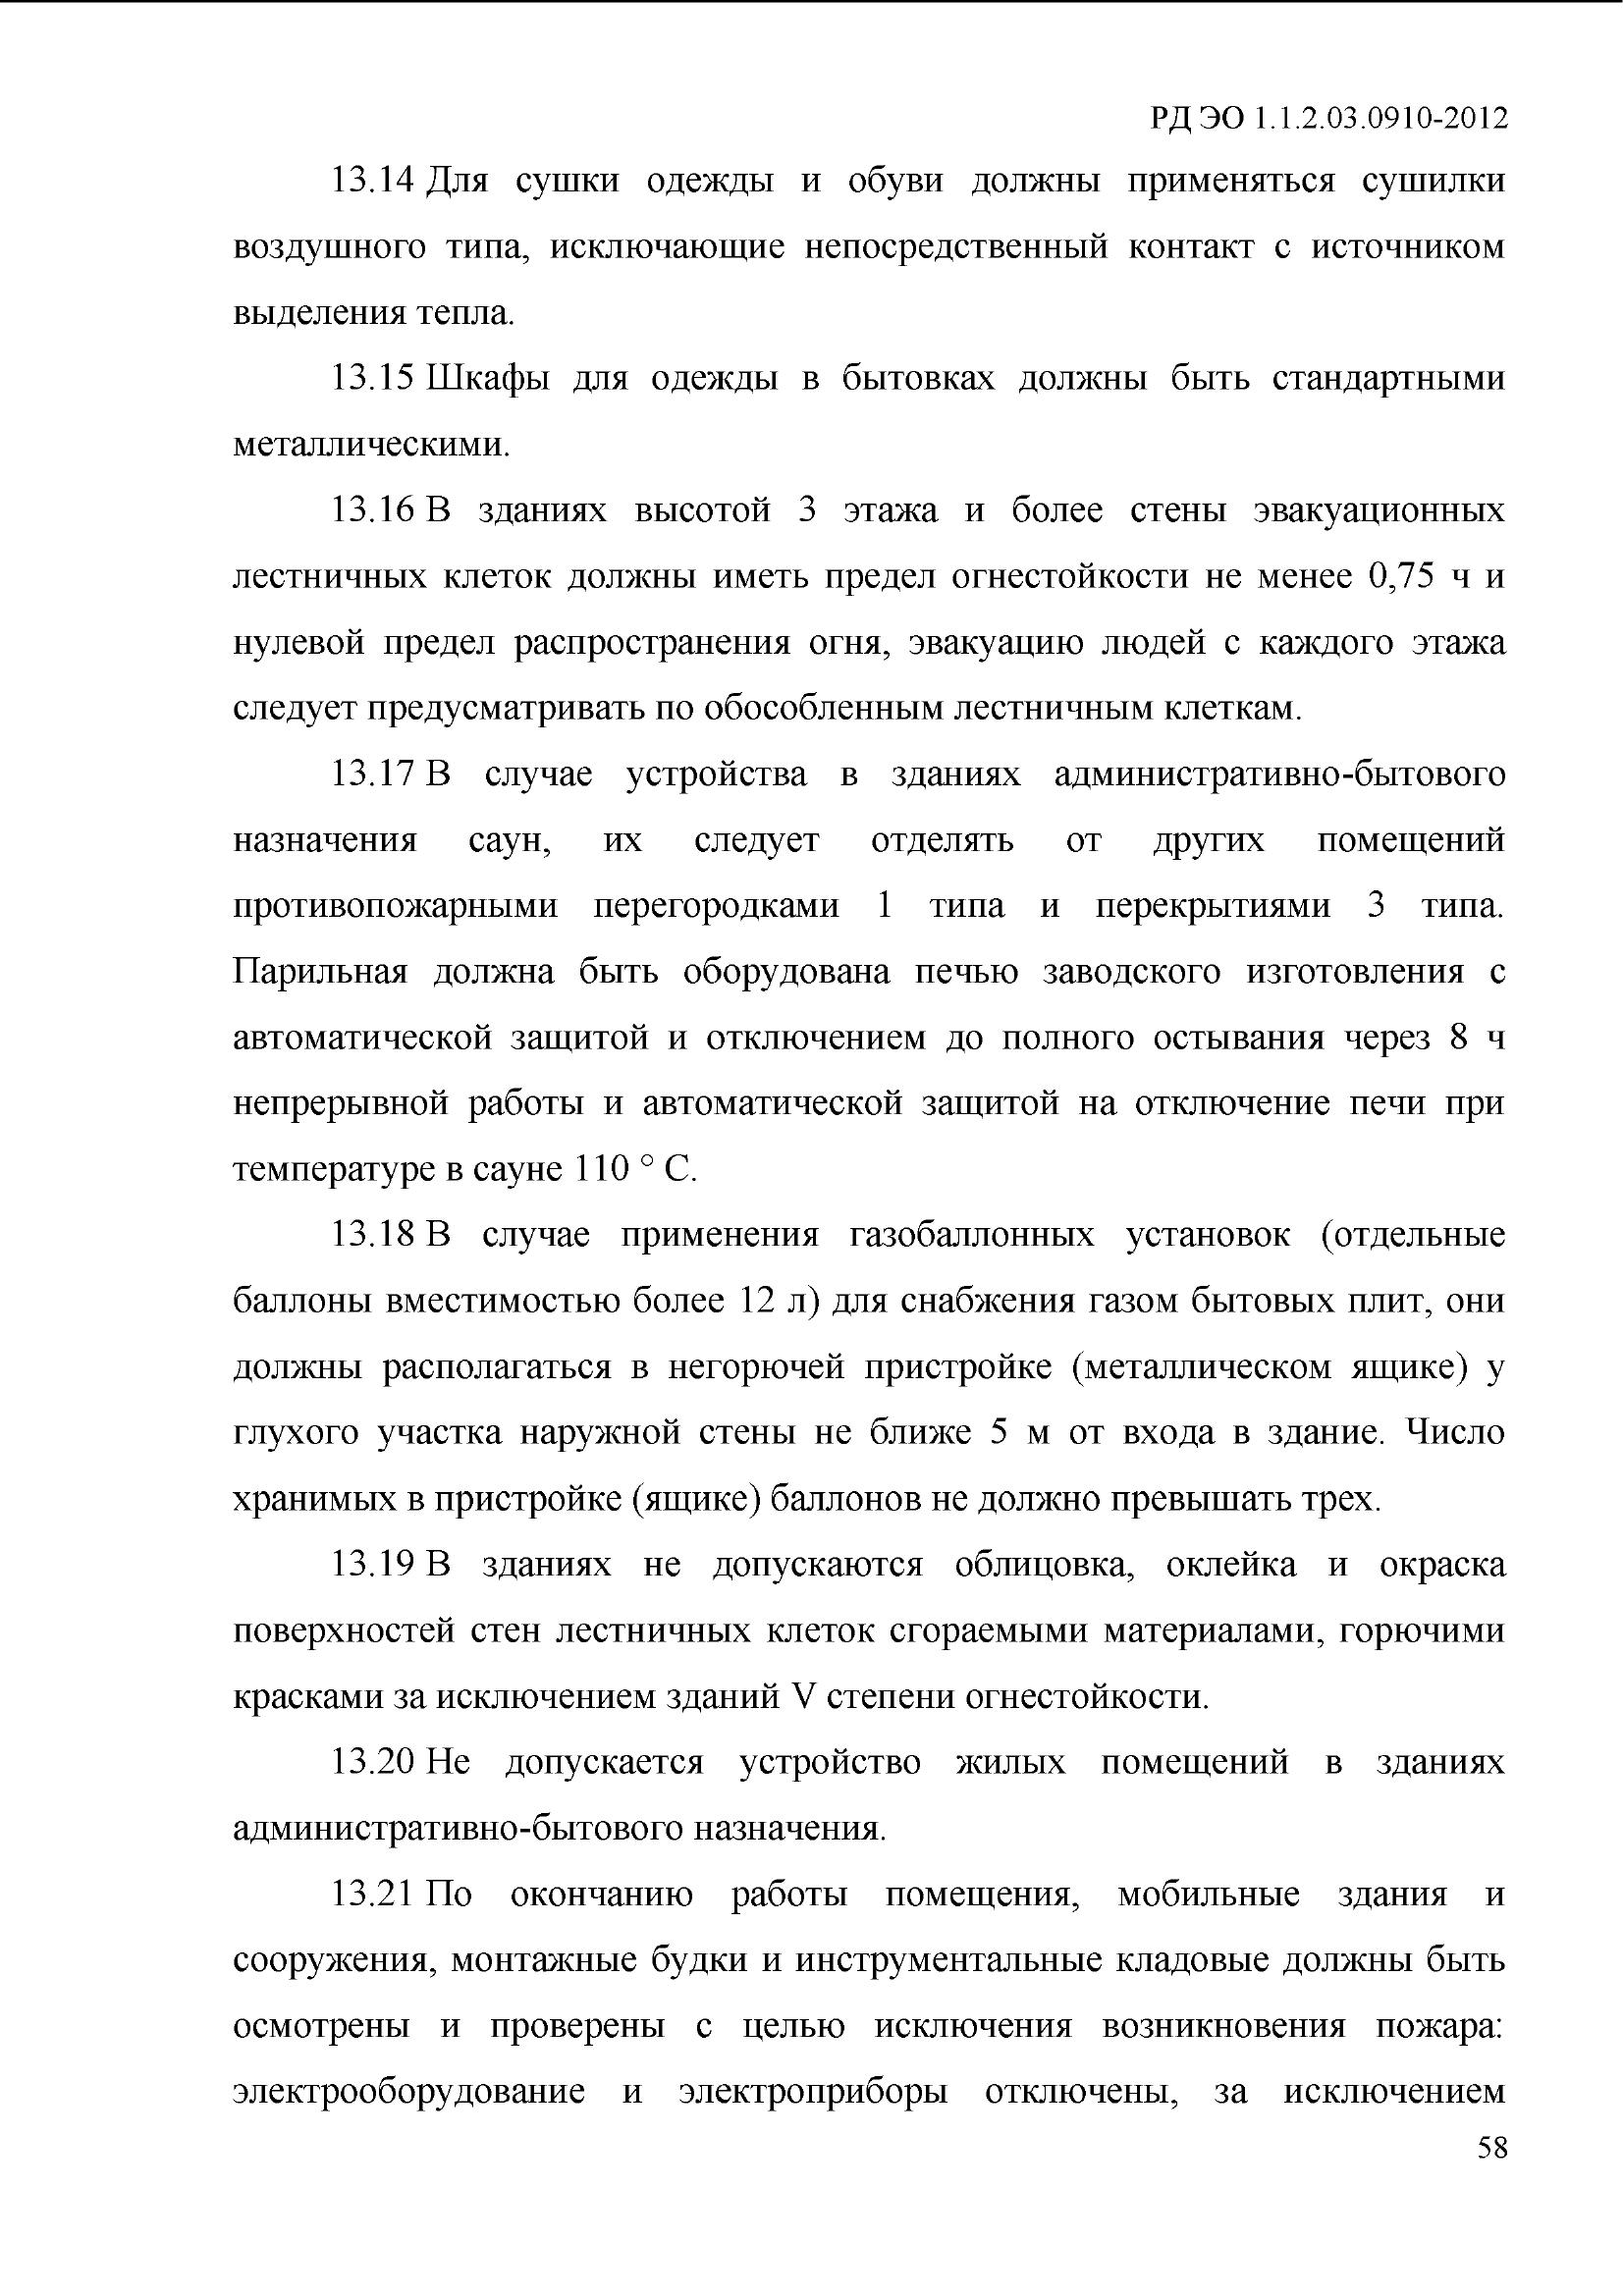 РД ЭО 1.1.2.03.0910-2012
13.14 Для сушки одежды и обуви должны применяться сушилки
воздушного типа, исключающие непосредственный контакт с источником
выделения тепла.
13.15 Шкафы для одежды в бытовках должны быть стандартными
металлическими.
13.16 В зданиях высотой 3 этажа и более стены эвакуационных
лестничных клеток должны иметь предел огнестойкости не менее 0,75 ч и
нулевой предел распространения огня, эвакуацию людей с каждого этажа
следует предусматривать по обособленным лестничным клеткам.
13.17 В случае устройства в зданиях административно-бытового
назначения саун, их следует отделять от других помещений
противопожарными перегородками 1 типа и перекрытиями 3 типа.
Парильная должна быть оборудована печью заводского изготовления с
автоматической защитой и отключением до полного остывания через 8 ч
непрерывной работы и автоматической защитой на отключение печи при
температуре в сауне 110 ° С.
13.18 В случае применения газобаллонных установок (отдельные
баллоны вместимостью более 12 л) для снабжения газом бытовых плит, они
должны располагаться в негорючей пристройке (металлическом ящике) у
глухого участка наружной стены не ближе 5 м от входа в здание. Число
хранимых в пристройке (ящике) баллонов не должно превышать трех.
13.19 В зданиях не допускаются облицовка, оклейка и окраска
поверхностей стен лестничных клеток сгораемыми материалами, горючими
красками за исключением зданий V степени огнестойкости.
13.20 Не допускается устройство жилых помещений в зданиях
административно-бытового назначения.
13.21 По окончанию работы помещения, мобильные здания и
сооружения, монтажные будки и инструментальные кладовые должны быть
осмотрены и проверены с целью исключения возникновения пожара:
электрооборудование и электроприборы отключены, за исключением
58